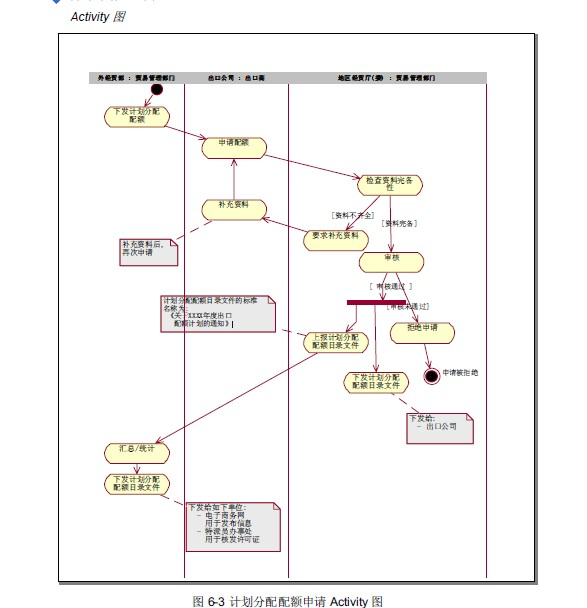 Activity 图
外经贸部 : 贸易管理部门
出口公司 : 出口商
地区经贸厅(委) : 贸易管理部门
下发计划分配
配额
申请配额
检查资料完备
性
补充资料
[资料不齐全]
[资料完备]
要求补充资料
补充资料后,
再次申请
审核
[ 审核通过 ]
计划分配配额目录文件的标准
名称为:
《关于XXXX年度出口
配额计划的通知》
[审核未通过]
拒绝申请
上报计划分配
配额目录文件
申请被拒绝
下发计划分配
配额目录文件
下发给:
- 出口公司
汇总/统计
下发计划分配
配额目录文件
下发给如下单位:
- 电子商务网
用于发布信息
- 特派员办事处
用于核发许可证
图 6-3 计划分配配额申请 Activity 图